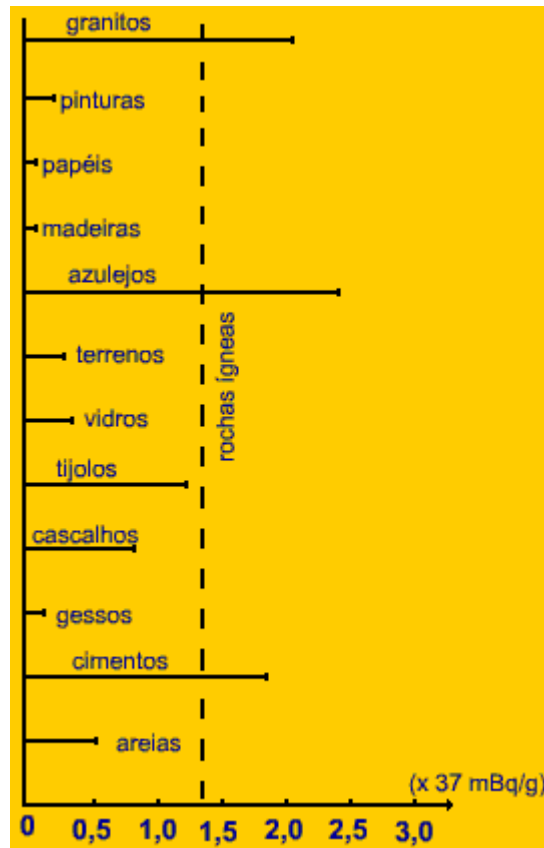 granitos
pinturas
papéis
madeiras
azulejos
terrenos
rochas ígneas
vidros
tijolos
cascalhos
gessos
cimentos
areias
(x 37 mBq/g)
0 0,5 1,0 1,5 2,0 2,5 3,0